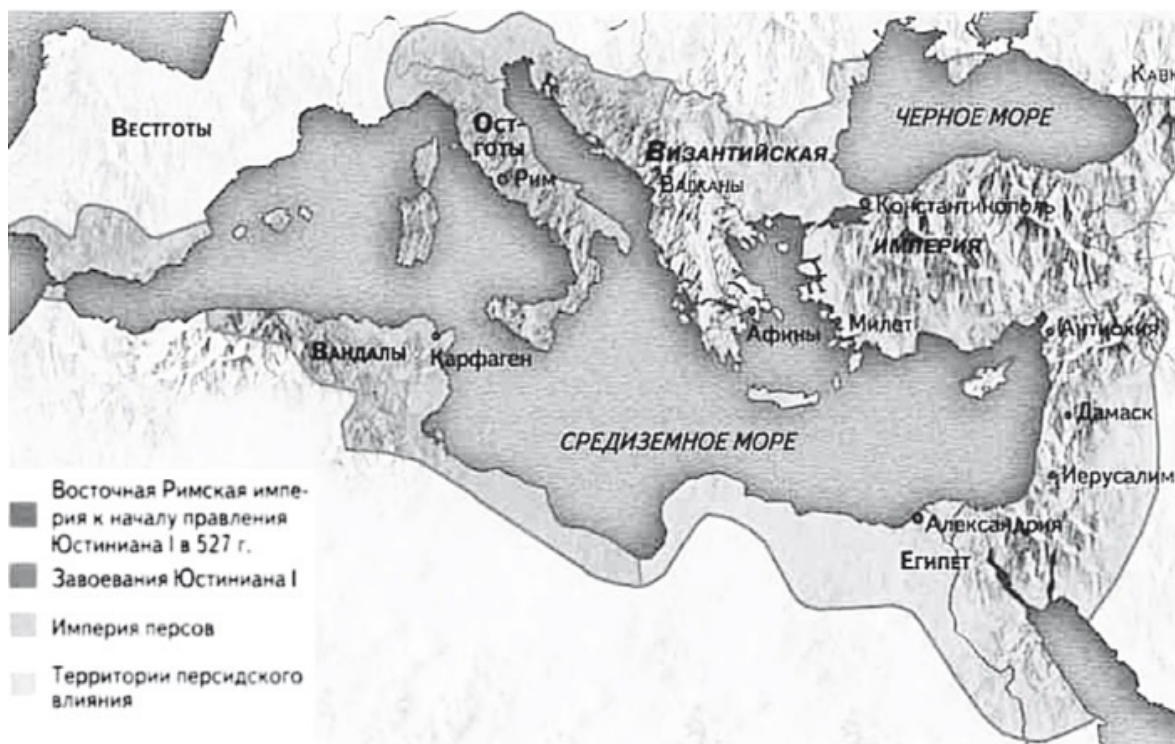 ВЕСТГОТЫ
ОСТ-
ГОТЫ
РИМ
ВИЗАНТИЙСКАЯ
БАЛКАНЫ
ЧЕРНОЕ МОРЕ
КАВК
КОНСТАНТИНОПОЛЬ
ИМПЕРИЯ
ВАНДАЛЫ
Карфаген
Афины
Милет
Антиохия
Дамаск
СРЕДИЗЕМНОЕ МОРЕ
Иерусалим
Александрия
ЕГИПЕТ
Восточная Римская импе-
рия к началу правления
Юстиниана I в 527 г.
Завоевания Юстиниана I
Империя персов
Территории персидского
влияния